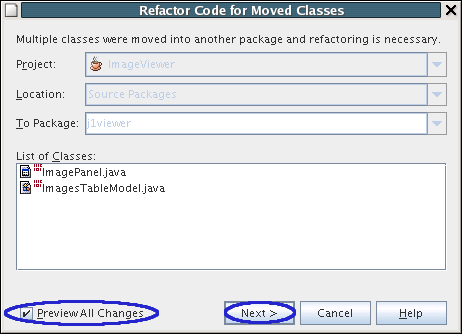 Refactor Code for Moved Classes
Multiple classes were moved into another package and refactoring is necessary.
Project: ImageViewer
Location: Source Packages
To Package: j1viewer
List of Classes:
ImagePanel.java
ImagesTableModel.java
Preview All Changes Next > Cancel Help